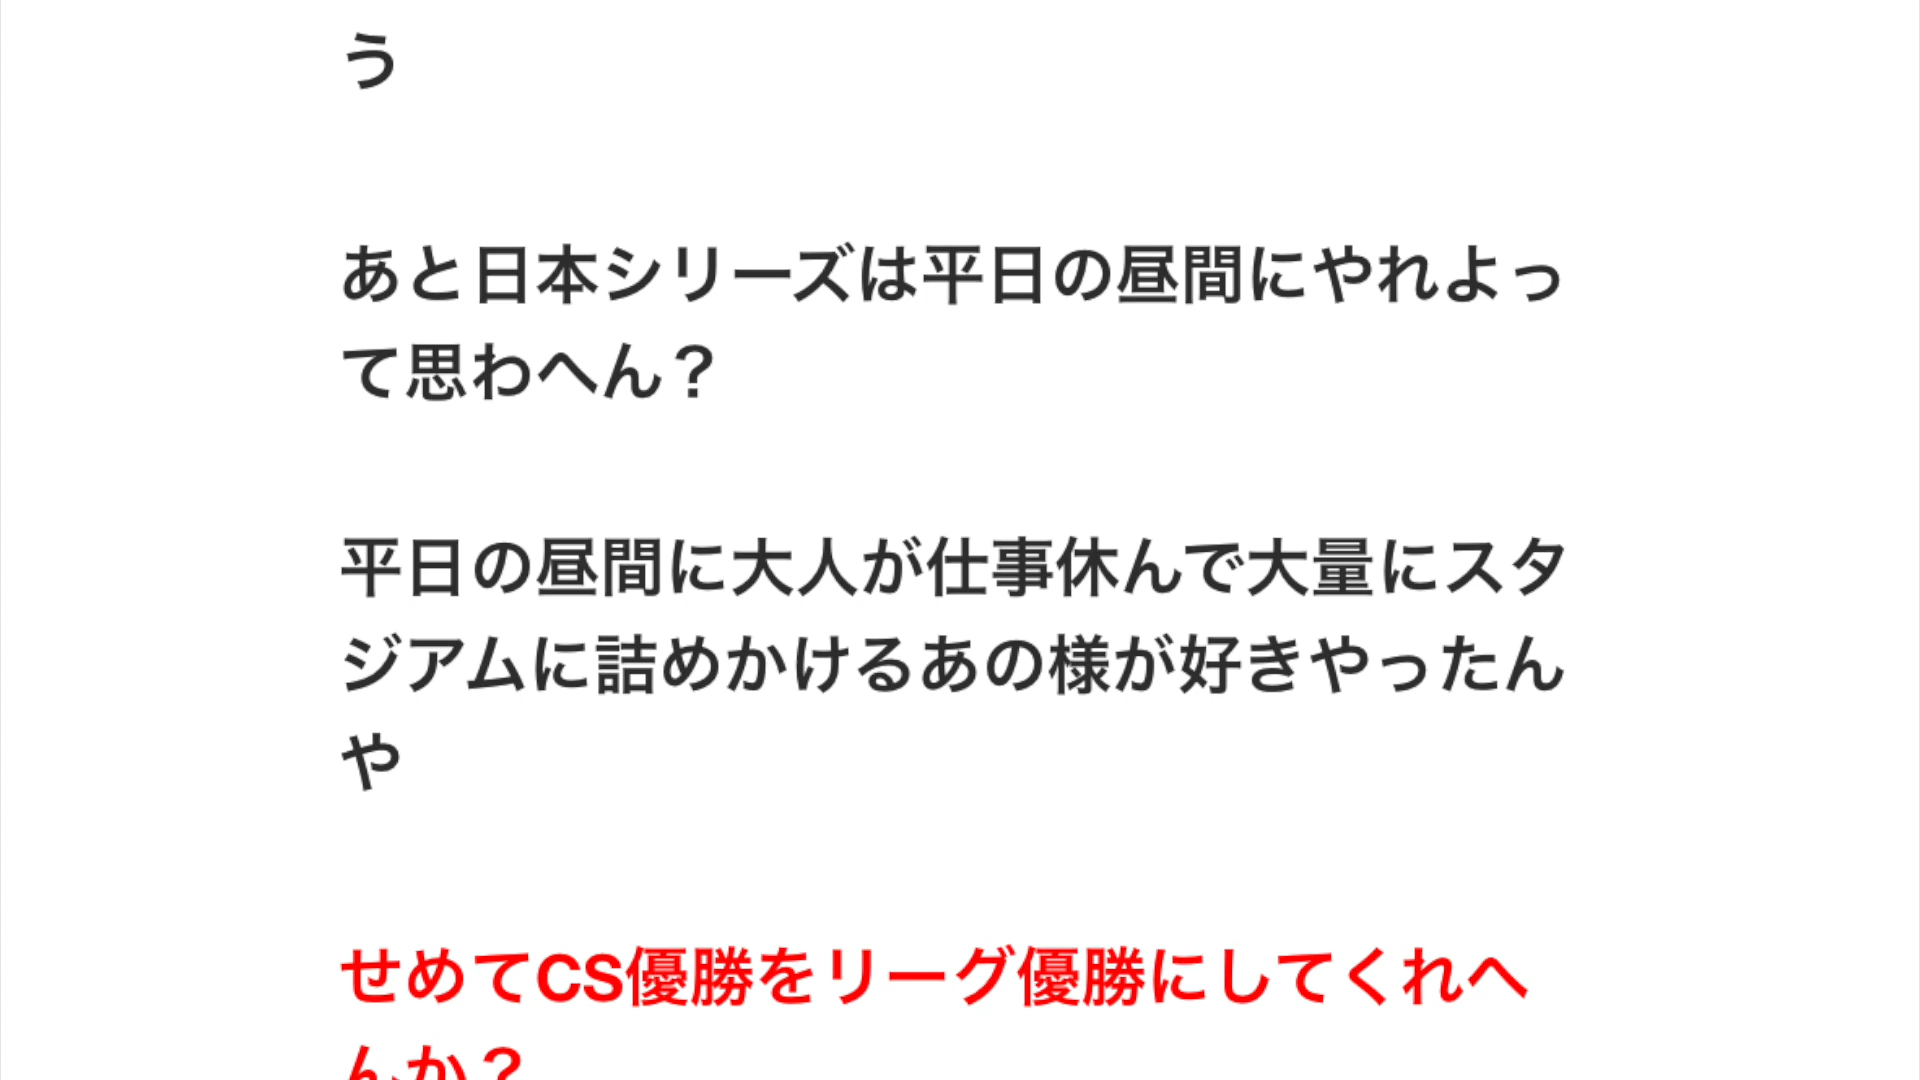 う
あと日本シリーズは平日の昼間にやれよっ
て思わへん？
平日の昼間に大人が仕事休んで大量にスタ
ジアムに詰めかけるあの様が好きやったん
や
せめてCS優勝をリーグ優勝にしてくれへ
んか？